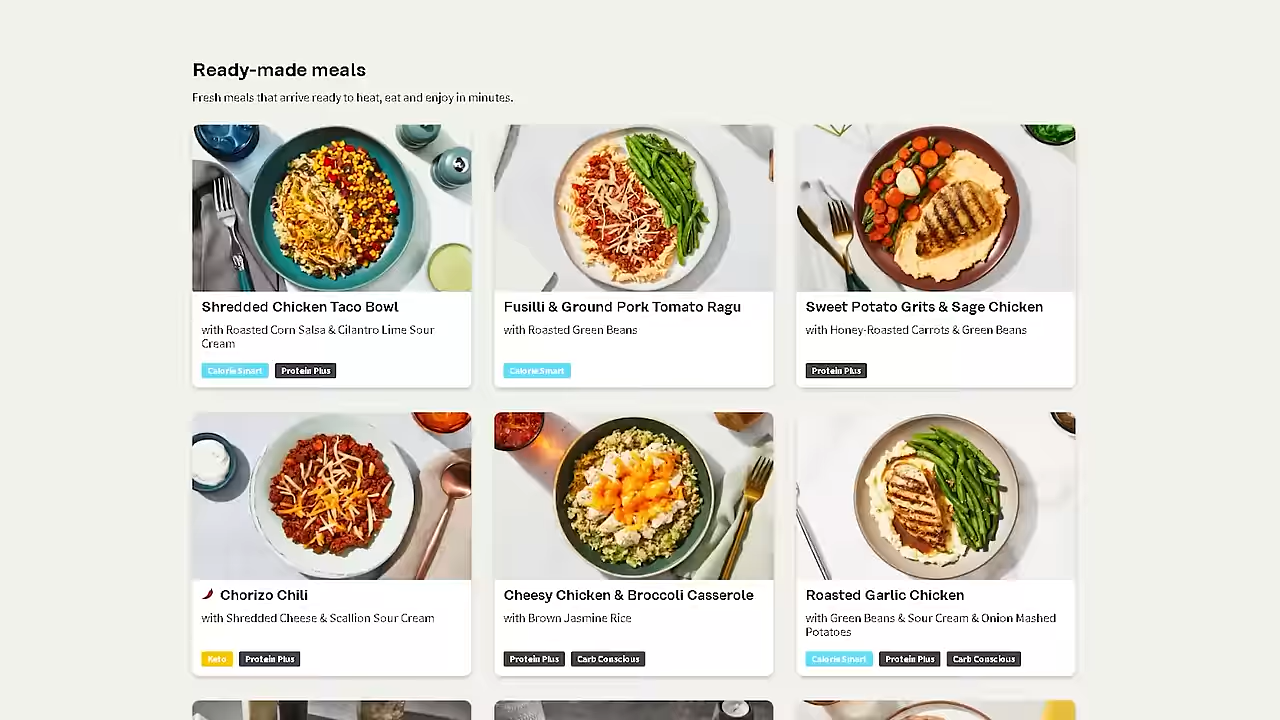 Ready-made meals
Fresh meals that arrive ready to heat, eat and enjoy in minutes.
Shredded Chicken Taco Bowl
with Roasted Corn Salsa & Cilantro Lime Sour
Cream
Calorie Smart
Protein Plus
Fusilli & Ground Pork Tomato Ragu
with Roasted Green Beans
Calorie Smart
Sweet Potato Grits & Sage Chicken
with Honey-Roasted Carrots & Green Beans
Protein Plus
Chorizo Chili
with Shredded Cheese & Scallion Sour Cream
Keto
Protein Plus
Cheesy Chicken & Broccoli Casserole
with Brown Jasmine Rice
Protein Plus
Carb Conscious
Roasted Garlic Chicken
with Green Beans & Sour Cream & Onion Mashed
Potatoes
Calorie Smart
Protein Plus
Carb Conscious